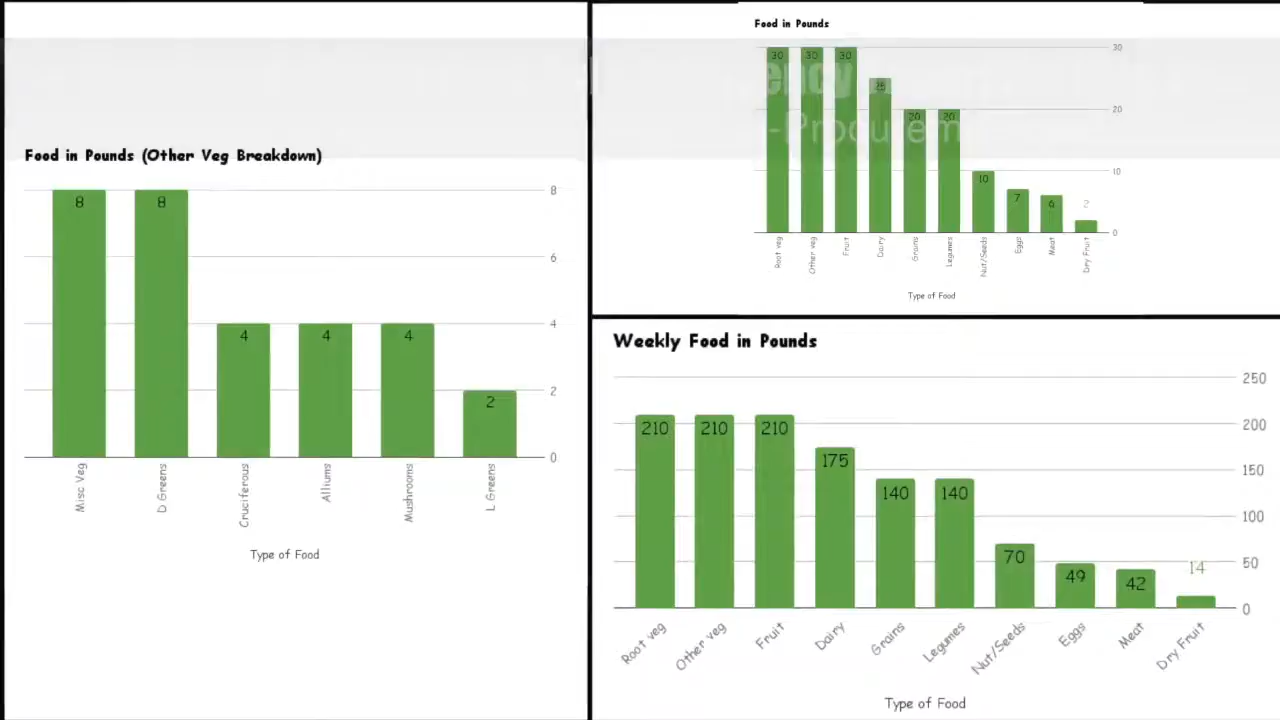 Food in Pounds (Other Veg Breakdown)
8
8
4
4
4
2
8
6
4
2
0
Misc Veg
D Greens
Cruciferous
Alliums
Mushrooms
L Greens
Type of Food
Food in Pounds
30
30
30
25
20
20
10
7
6
2
30
20
10
0
Root veg
Other veg
Fruit
Dairy
Grains
Legumes
Nut/Seeds
Eggs
Meat
Dry Fruit
Type of Food
Weekly Food in Pounds
210
210
210
175
140
140
70
49
42
14
250
200
150
100
50
0
Root veg
Other veg
Fruit
Dairy
Grains
Legumes
Nut/Seeds
Eggs
Meat
Dry Fruit
Type of Food